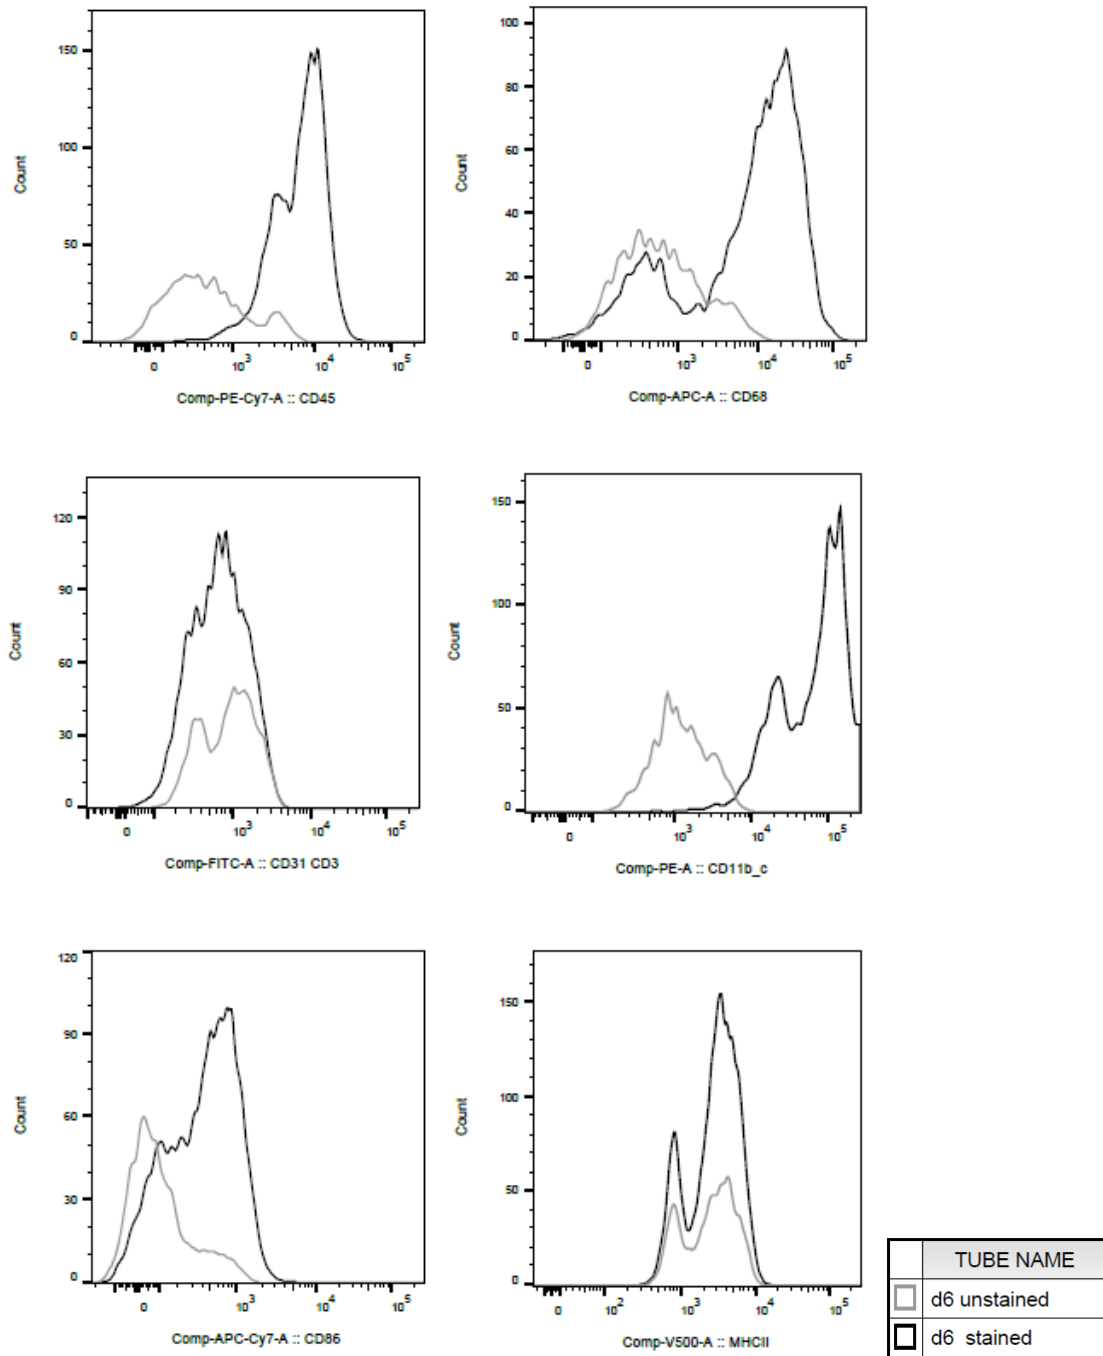 150
100
50
0
Count
0 10^3 10^4 10^5
Comp-PE-Cy7-A :: CD45
100
80
60
40
20
0
Count
0 10^3 10^4 10^5
Comp-APC-A :: CD68
120
90
60
30
0
Count
0 10^3 10^4 10^5
Comp-FITC-A :: CD31 CD3
150
100
50
0
Count
0 10^3 10^4 10^5
Comp-PE-A :: CD11b_c
120
90
60
30
0
Count
0 10^3 10^4 10^5
Comp-APC-Cy7-A :: CD86
150
100
50
0
Count
0 10^2 10^3 10^4 10^5
Comp-V500-A :: MHCII
TUBE NAME
d6 unstained
d6 stained